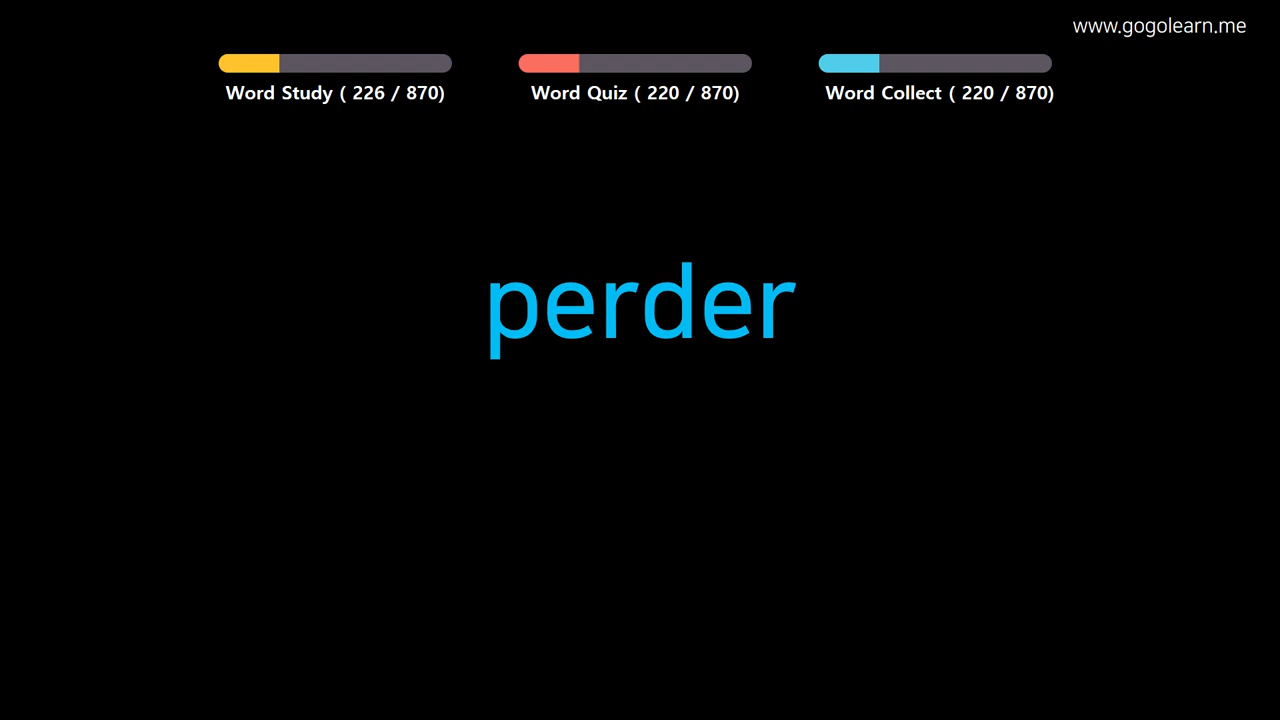 www.gogolearn.me
Word Study ( 226 / 870)
Word Quiz ( 220 / 870)
Word Collect ( 220 / 870)
perder